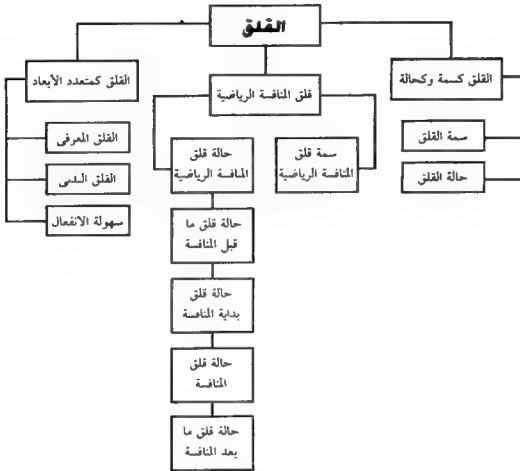 القلق
القلق كسمة وكحالة
سمة القلق
حالة القلق
قلق المنافسة الرياضية
سمة قلق
المنافسة الرياضية
حالة قلق
المنافسة الرياضية
حالة قلق ما
قبل المنافسة
حالة قلق
بداية المنافسة
حالة قلق
المنافسة
حالة قلق ما
بعد المنافسة
القلق كمتعدد الأبعاد
القلق المعرفى
القلق البدنى
سهولة الانفعال